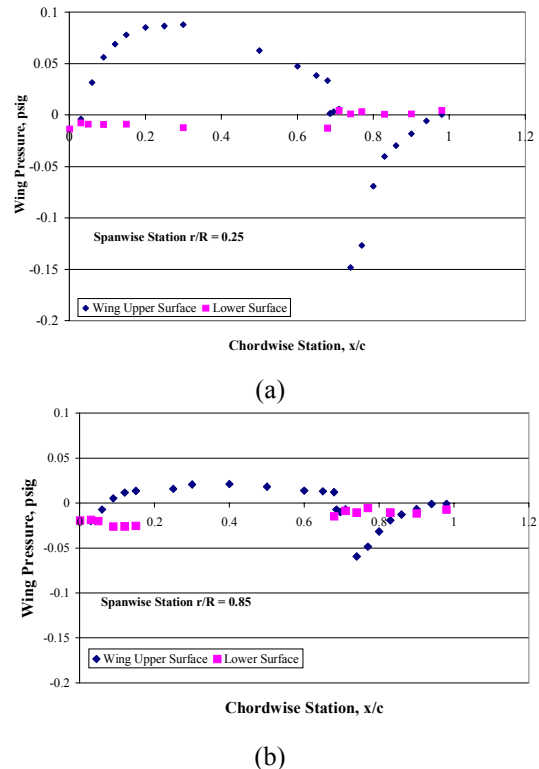 0.1
0.05
0
-0.05
-0.1
-0.15
-0.2
0 0.2 0.4 0.6 0.8 1 1.2
Wing Pressure, psig
Spanwise Station r/R = 0.25
Wing Upper Surface Lower Surface
Chordwise Station, x/c
(a)
0.1
0.05
0
-0.05
-0.1
-0.15
-0.2
0 0.2 0.4 0.6 0.8 1 1.2
Wing Pressure, psig
Spanwise Station r/R = 0.85
Wing Upper Surface Lower Surface
Chordwise Station, x/c
(b)